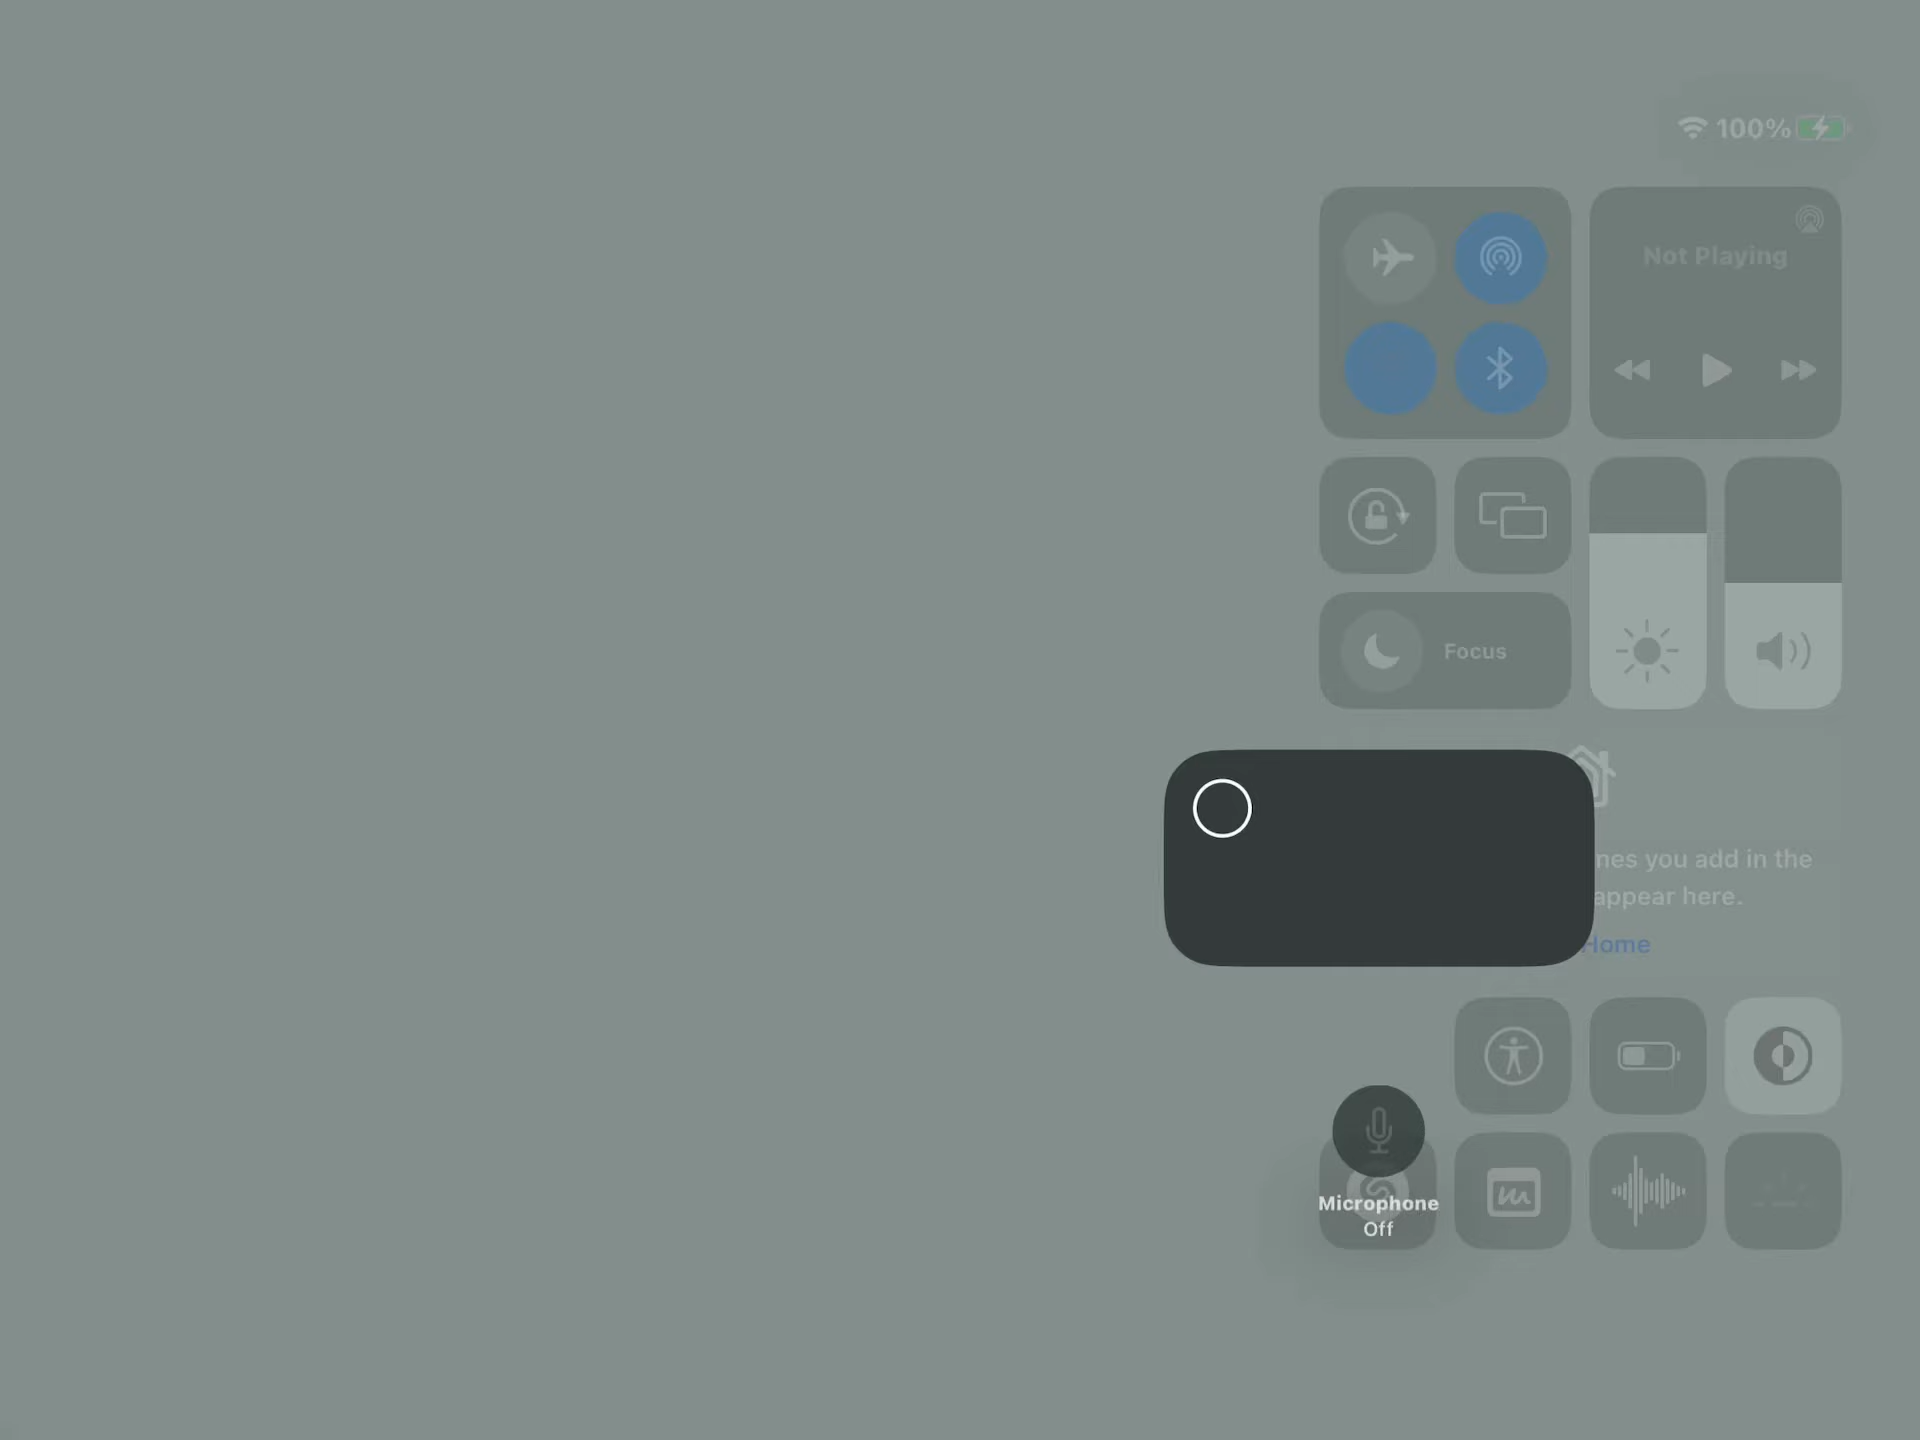 100%
Not Playing
Focus
nes you add in the
appear here.
Home
Microphone
Off